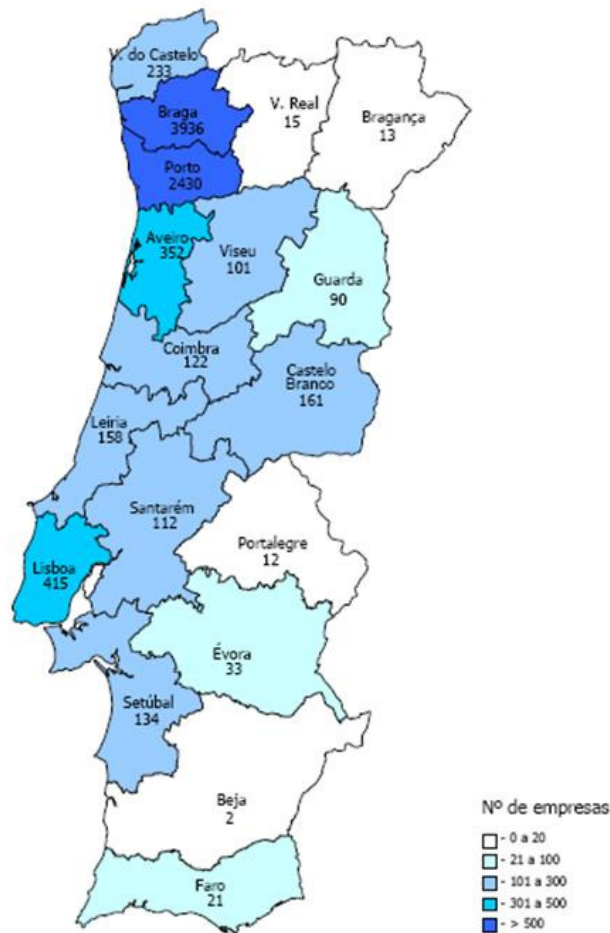 V. do Castelo
233
Braga
3936
V. Real
15
Bragança
13
Porto
2430
Aveiro
352
Viseu
101
Guarda
90
Coimbra
122
Castelo
Branco
161
Leiria
158
Santarém
112
Portalegre
12
Lisboa
415
Évora
33
Setúbal
134
Beja
2
Faro
21
Nº de empresas
- 0 a 20
- 21 a 100
- 101 a 300
- 301 a 500
- > 500